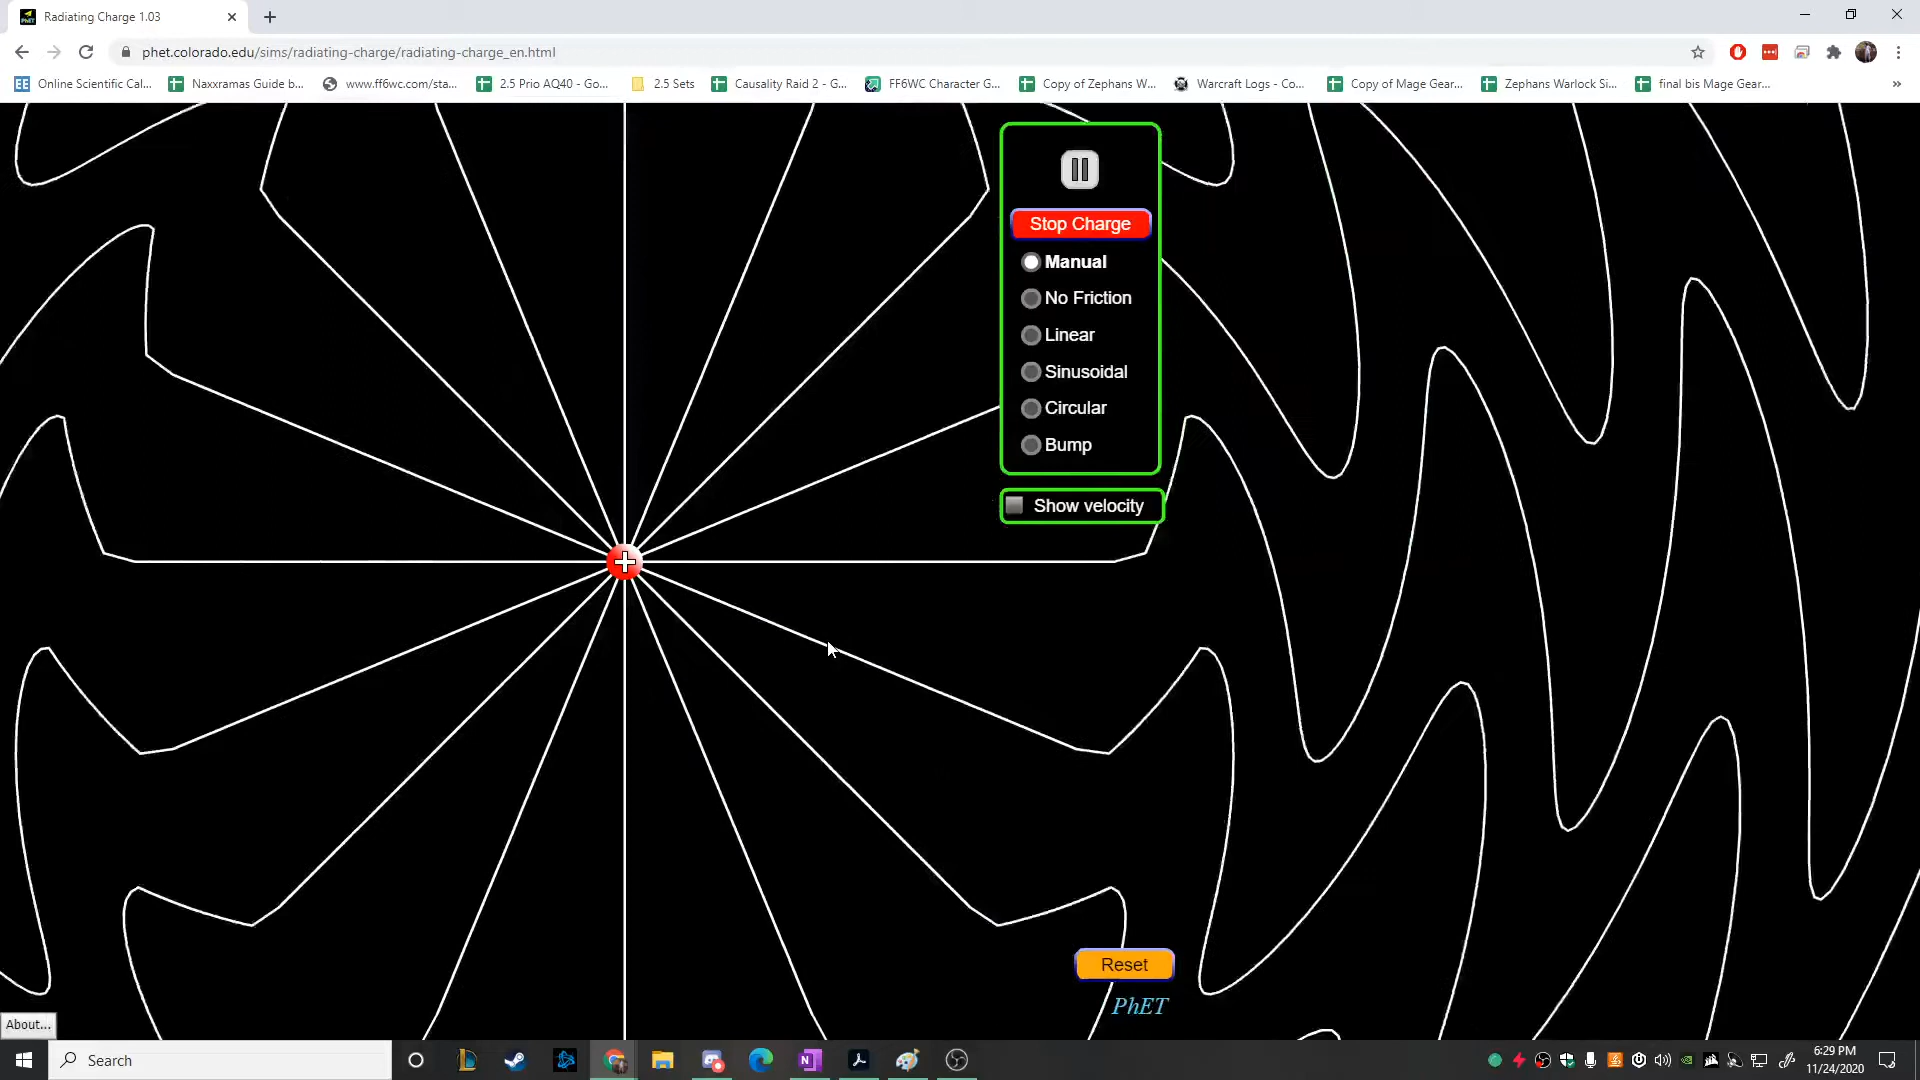 Radiating Charge 1.03
phet.colorado.edu/sims/radiating-charge/radiating-charge_en.html
EE Online Scientific Cal... Naxxramas Guide b... www.ff6wc.com/sta... 2.5 Prio AQ40 - Go... 2.5 Sets Causality Raid 2 - G... FF6WC Character G... Copy of Zephans W... Warcraft Logs - Co... Copy of Mage Gear... Zephans Warlock Si... final bis Mage Gear... »
Stop Charge
Manual
No Friction
Linear
Sinusoidal
Circular
Bump
Show velocity
+
Reset
PhET
About...
Search
6:29 PM
11/24/2020